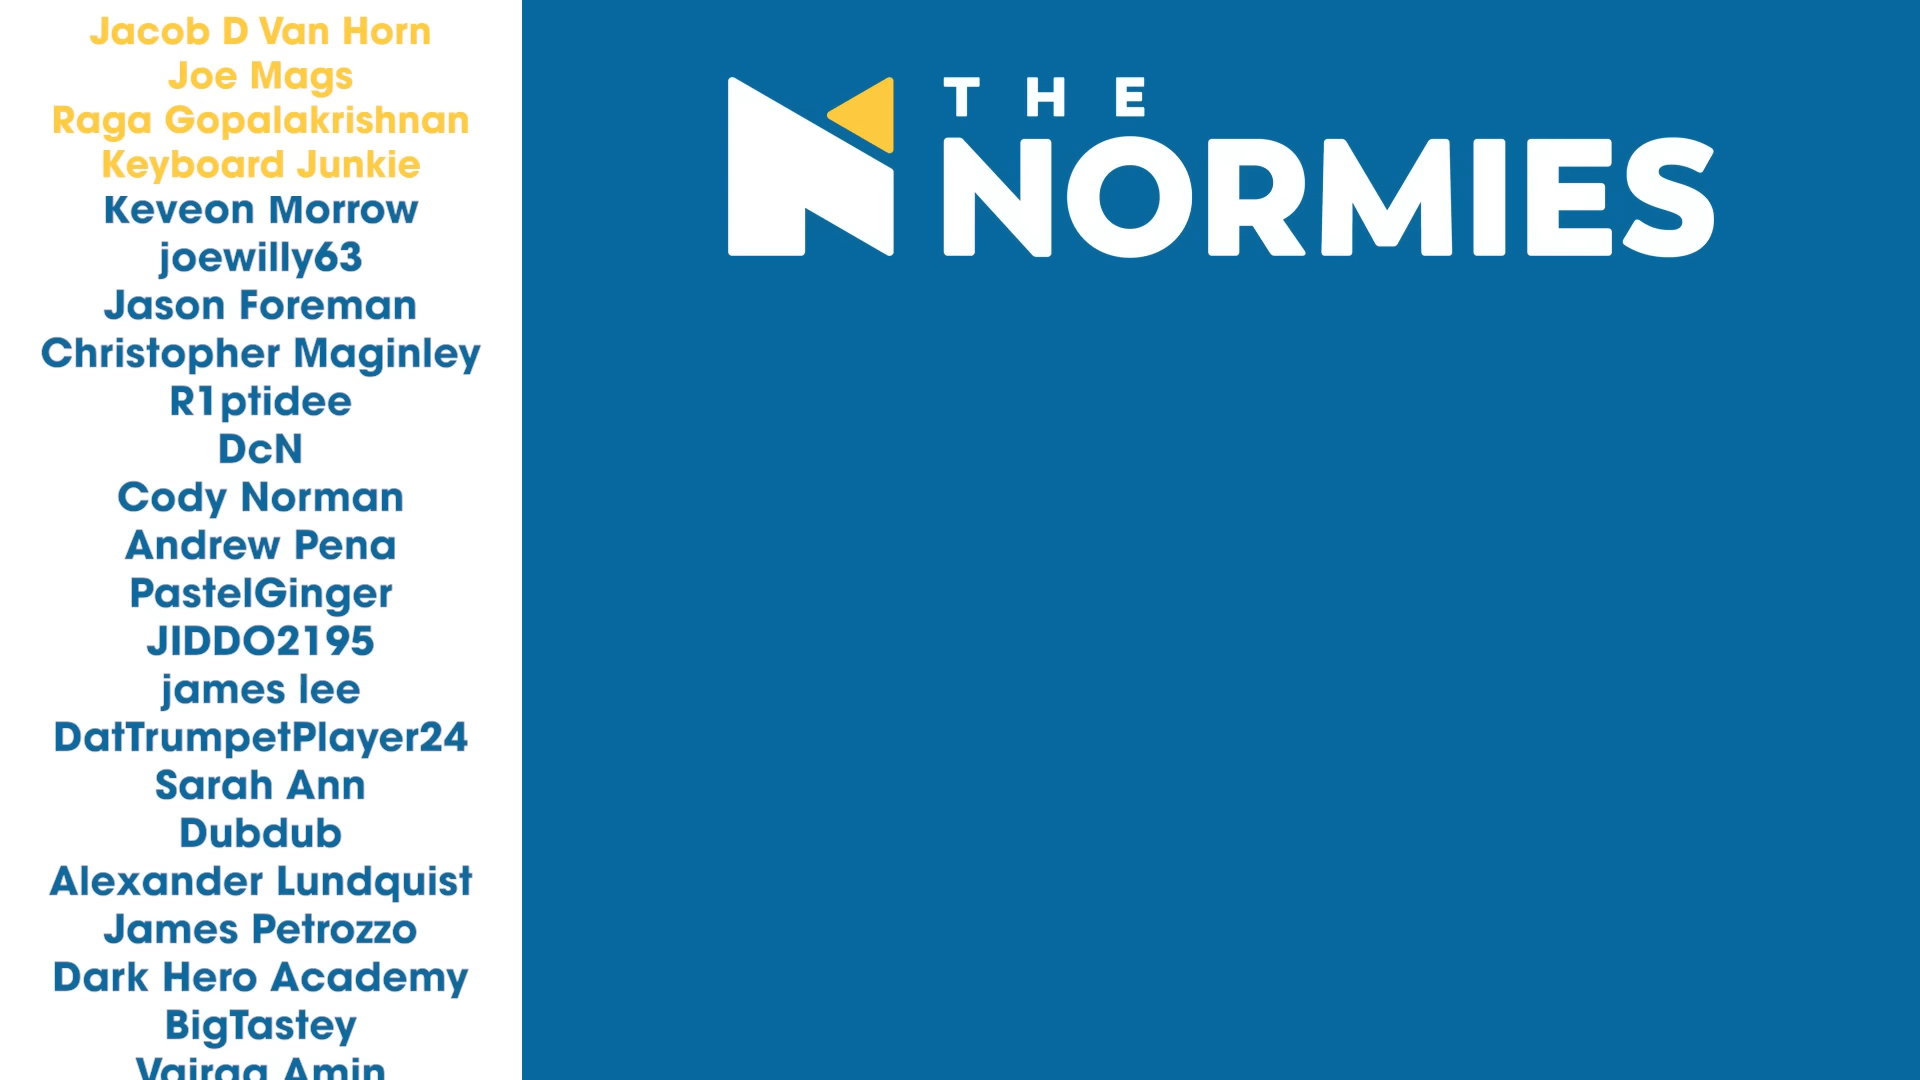 Jacob D Van Horn
Joe Mags
Raga Gopalakrishnan
Keyboard Junkie
Keveon Morrow
joewilly63
Jason Foreman
Christopher Maginley
R1ptidee
DcN
Cody Norman
Andrew Pena
PastelGinger
JIDDO2195
james lee
DatTrumpetPlayer24
Sarah Ann
Dubdub
Alexander Lundquist
James Petrozzo
Dark Hero Academy
BigTastey
Vairag Amin
THE
NORMIES